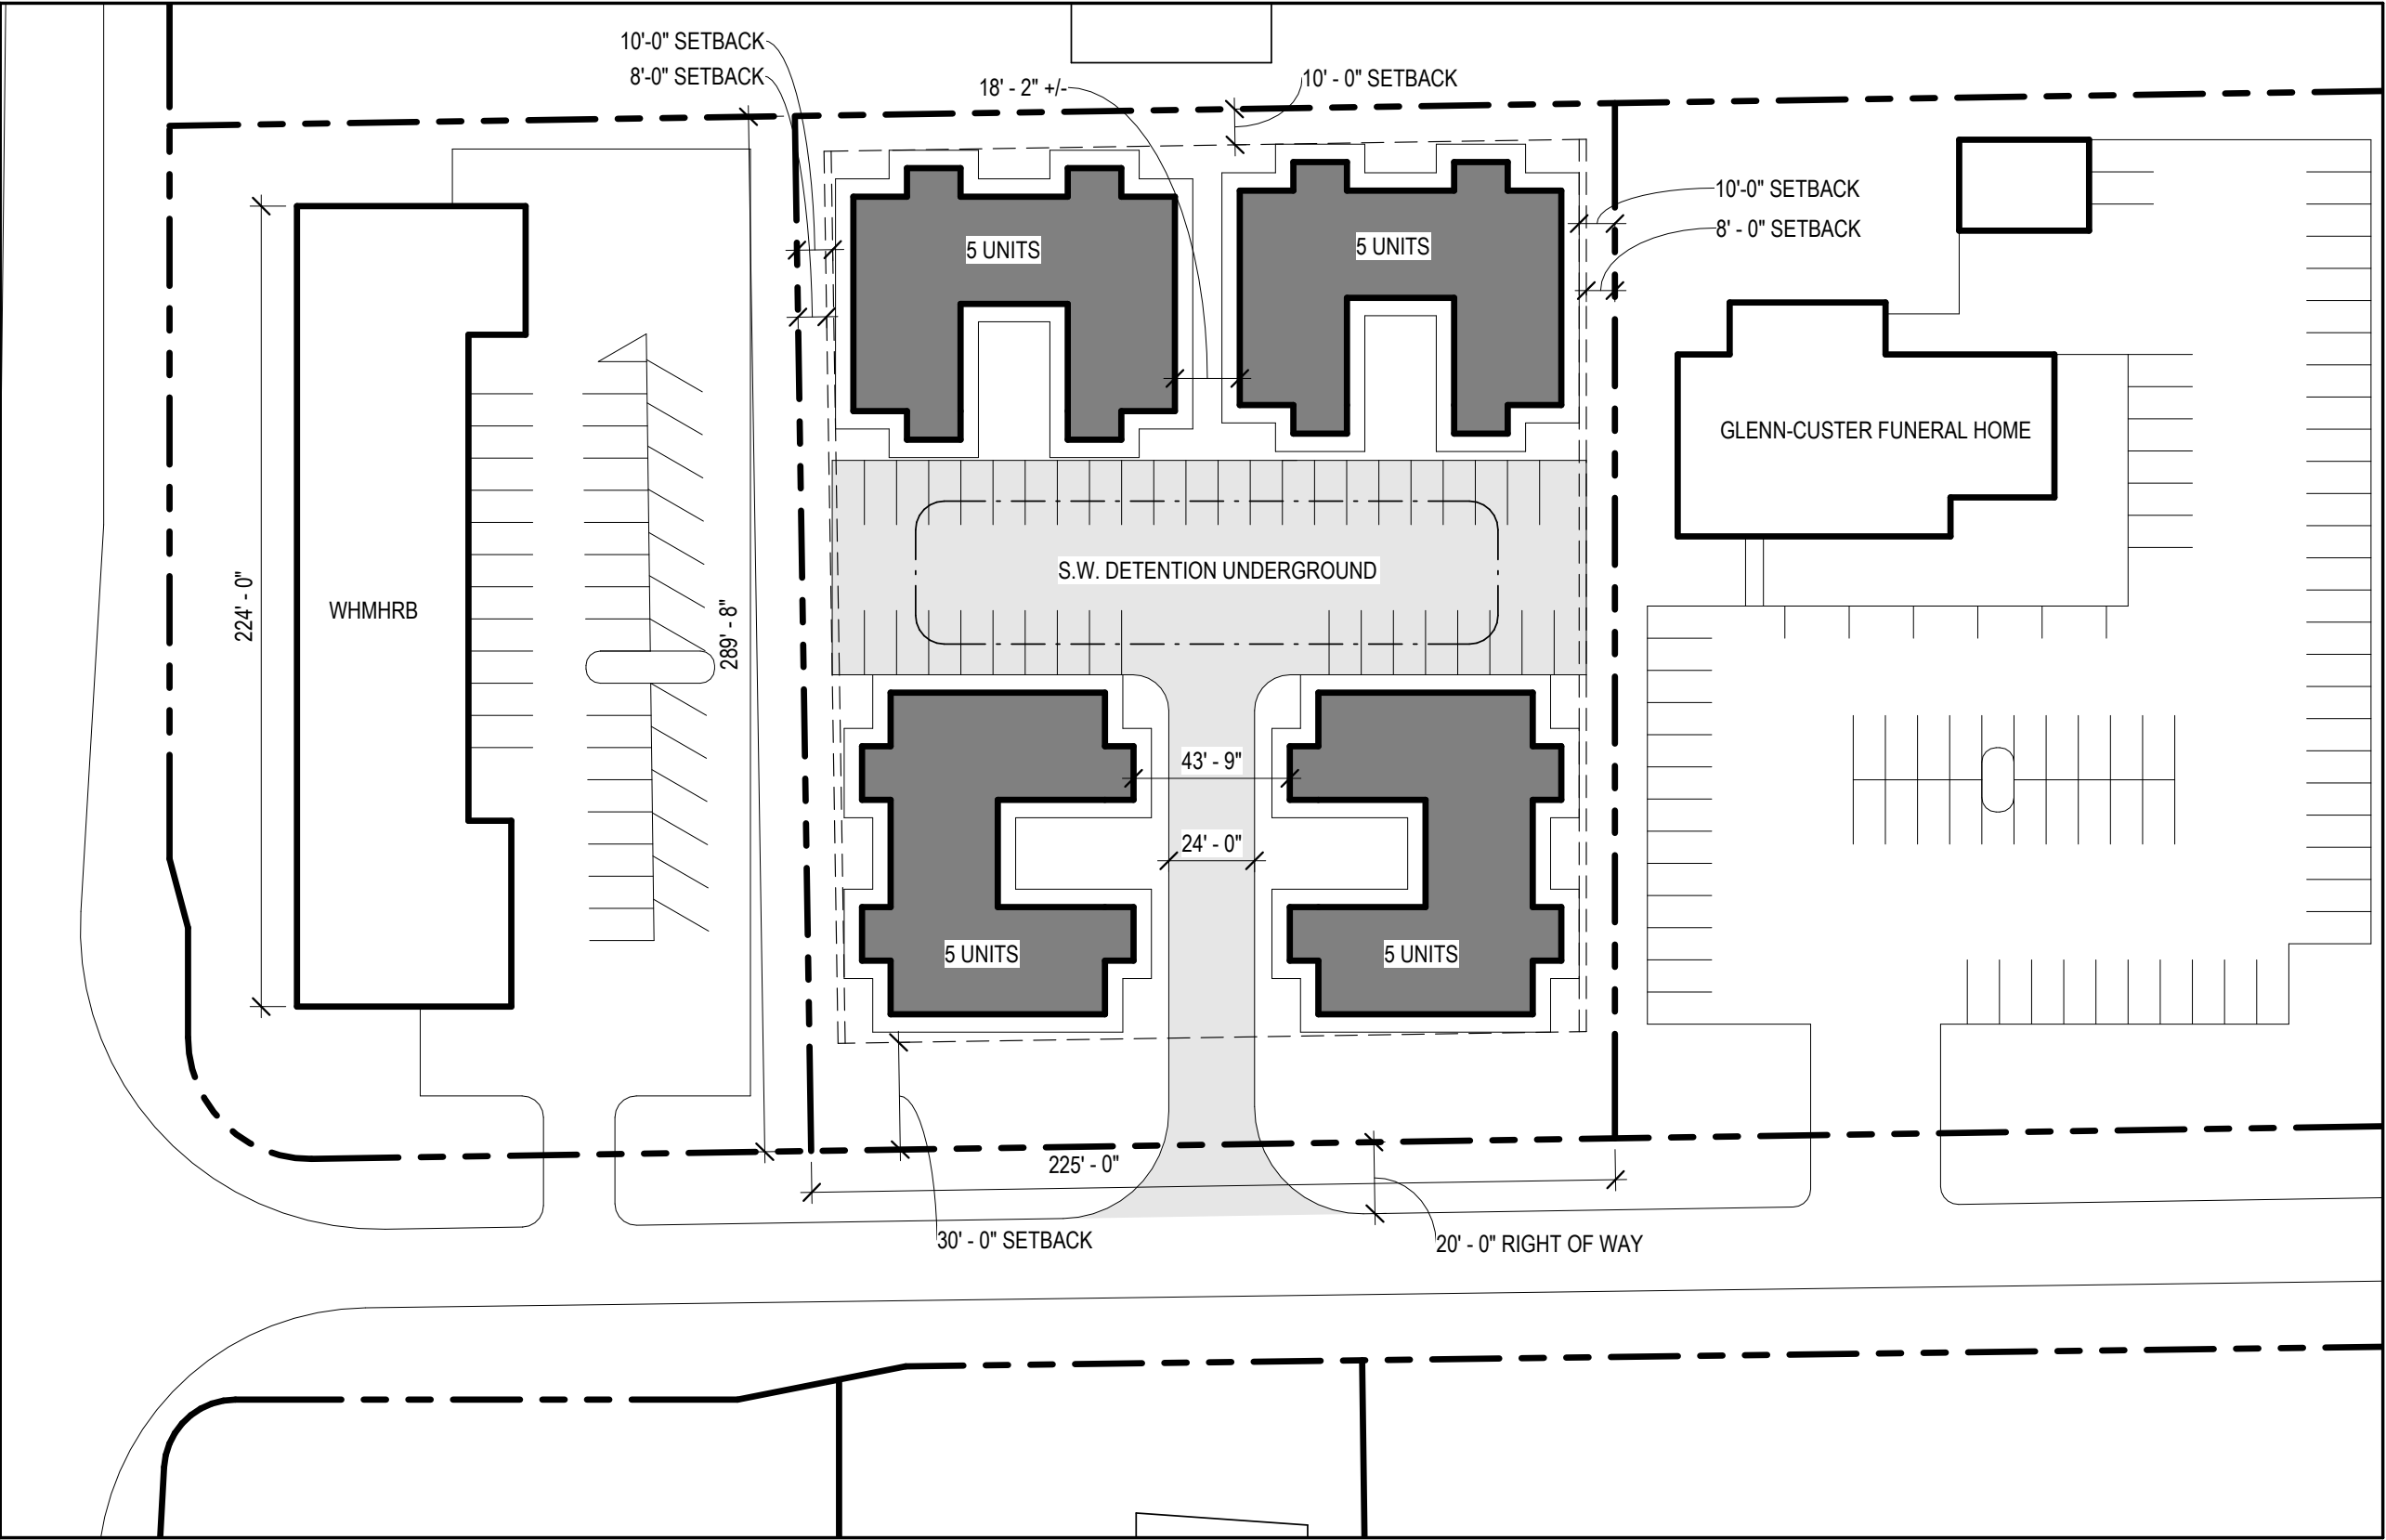 10'-0" SETBACK
8'-0" SETBACK
18' - 2" +/-
10' - 0" SETBACK
10'-0" SETBACK
8' - 0" SETBACK
5 UNITS
5 UNITS
GLENN-CUSTER FUNERAL HOME
S.W. DETENTION UNDERGROUND
224' - 0"
WHMHRB
289' - 8"
43' - 9"
24' - 0"
5 UNITS
5 UNITS
225' - 0"
30' - 0" SETBACK
20' - 0" RIGHT OF WAY